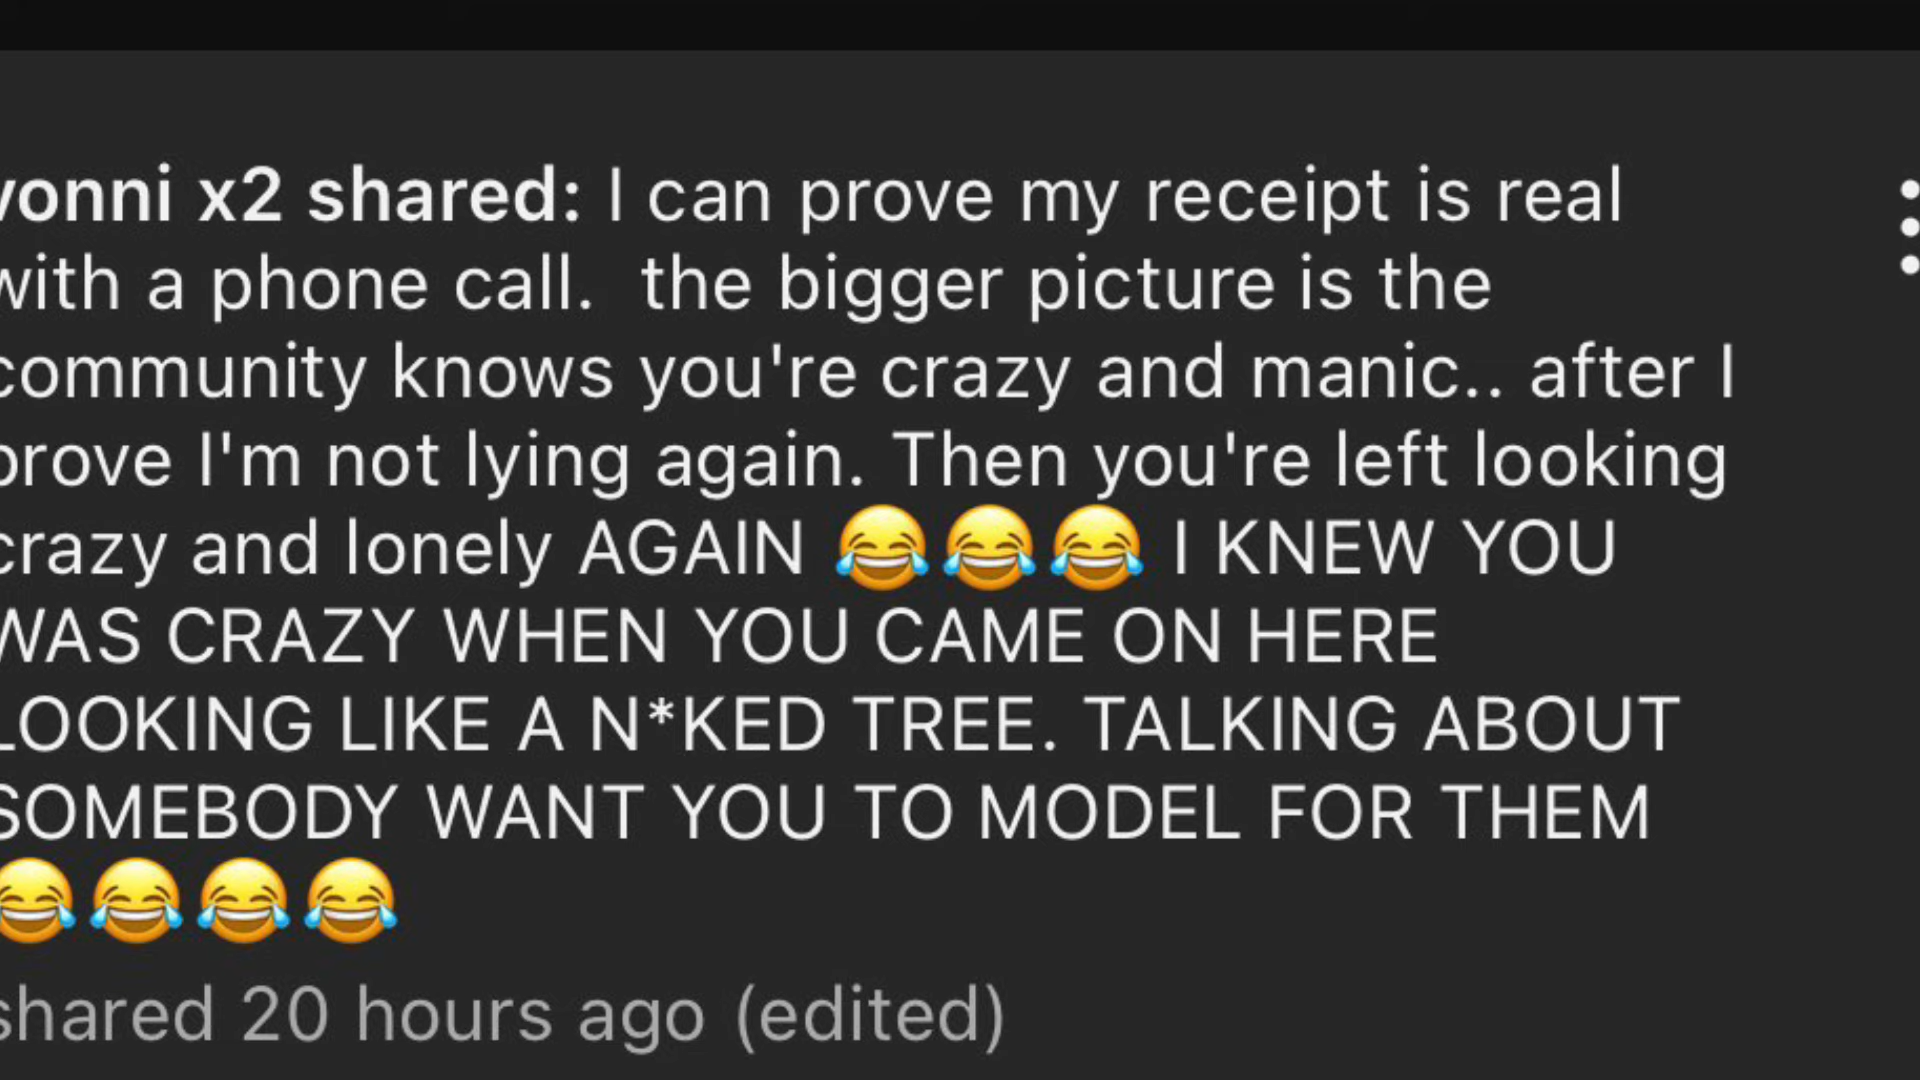 vonni x2 shared: I can prove my receipt is real
with a phone call.  the bigger picture is the
community knows you're crazy and manic.. after I
prove I'm not lying again. Then you're left looking
crazy and lonely AGAIN 😂😂😂 I KNEW YOU
WAS CRAZY WHEN YOU CAME ON HERE
LOOKING LIKE A N*KED TREE. TALKING ABOUT
SOMEBODY WANT YOU TO MODEL FOR THEM
😂😂😂😂
shared 20 hours ago (edited)